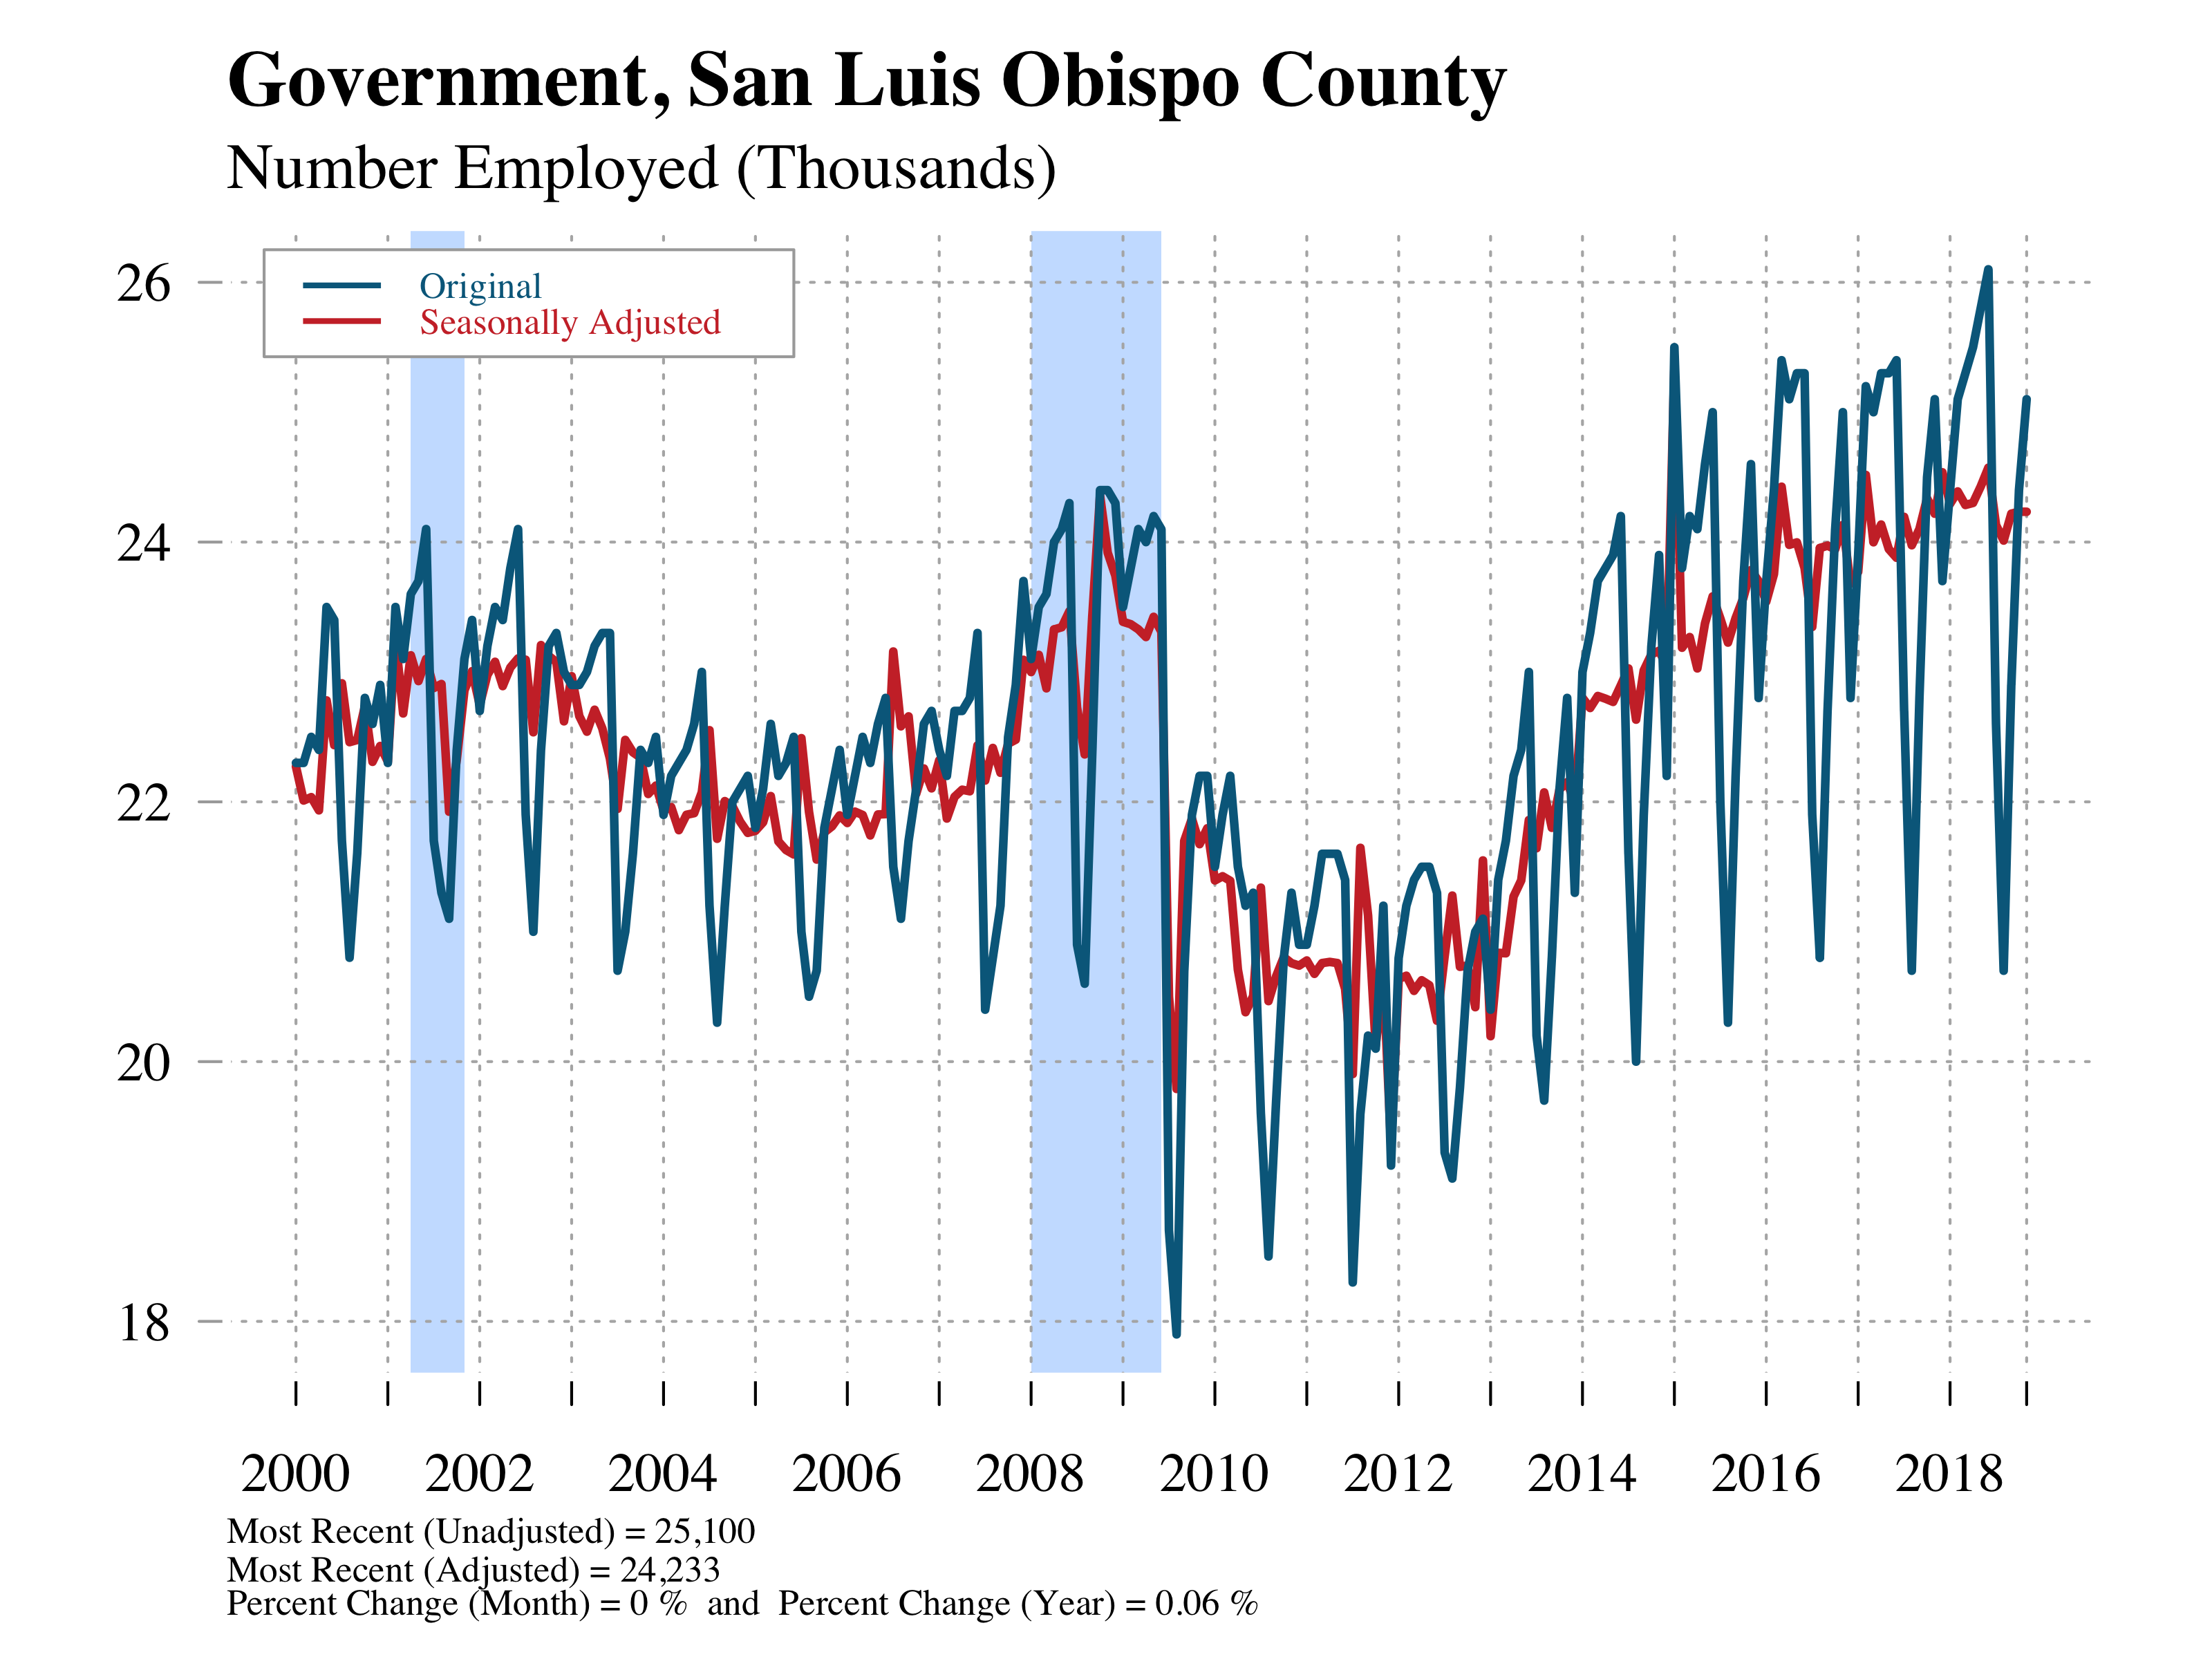 Government, San Luis Obispo County
Number Employed (Thousands)
Original
Seasonally Adjusted
26
24
22
20
18
2000 2002 2004 2006 2008 2010 2012 2014 2016 2018
Most Recent (Unadjusted) = 25,100
Most Recent (Adjusted) = 24,233
Percent Change (Month) = 0 % and Percent Change (Year) = 0.06 %